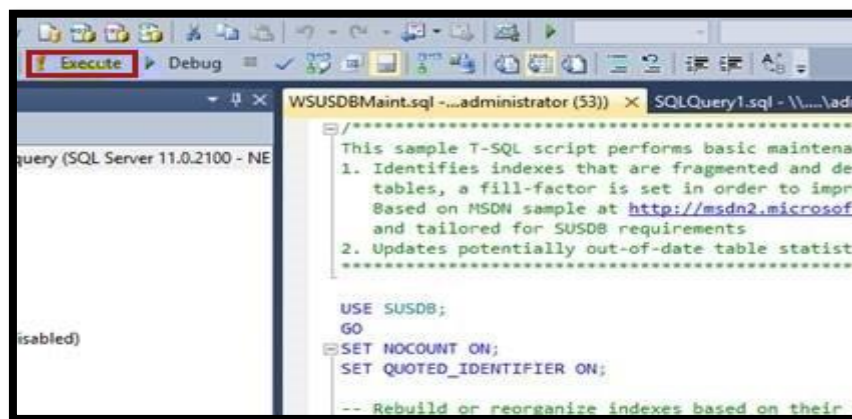 Execute Debug
WSUSDBMaint.sql -...administrator (53)) × SQLQuery1.sql - \\....\adi
query (SQL Server 11.0.2100 - NE
isabled)
/****************************************************
This sample T-SQL script performs basic maintena
1. Identifies indexes that are fragmented and de
tables, a fill-factor is set in order to impr
Based on MSDN sample at http://msdn2.microsof
and tailored for SUSDB requirements
2. Updates potentially out-of-date table statist
****************************************************
USE SUSDB;
GO
SET NOCOUNT ON;
SET QUOTED_IDENTIFIER ON;
-- Rebuild or reorganize indexes based on their